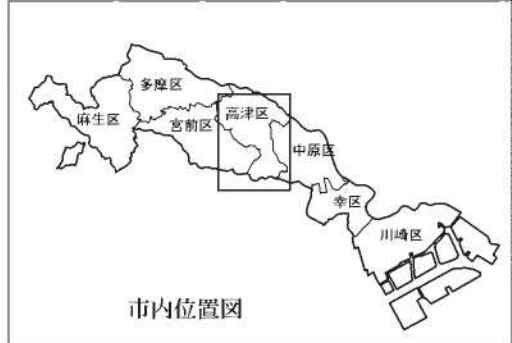 多摩区
高津区
麻生区
宮前区
中原区
幸区
川崎区
市内位置図